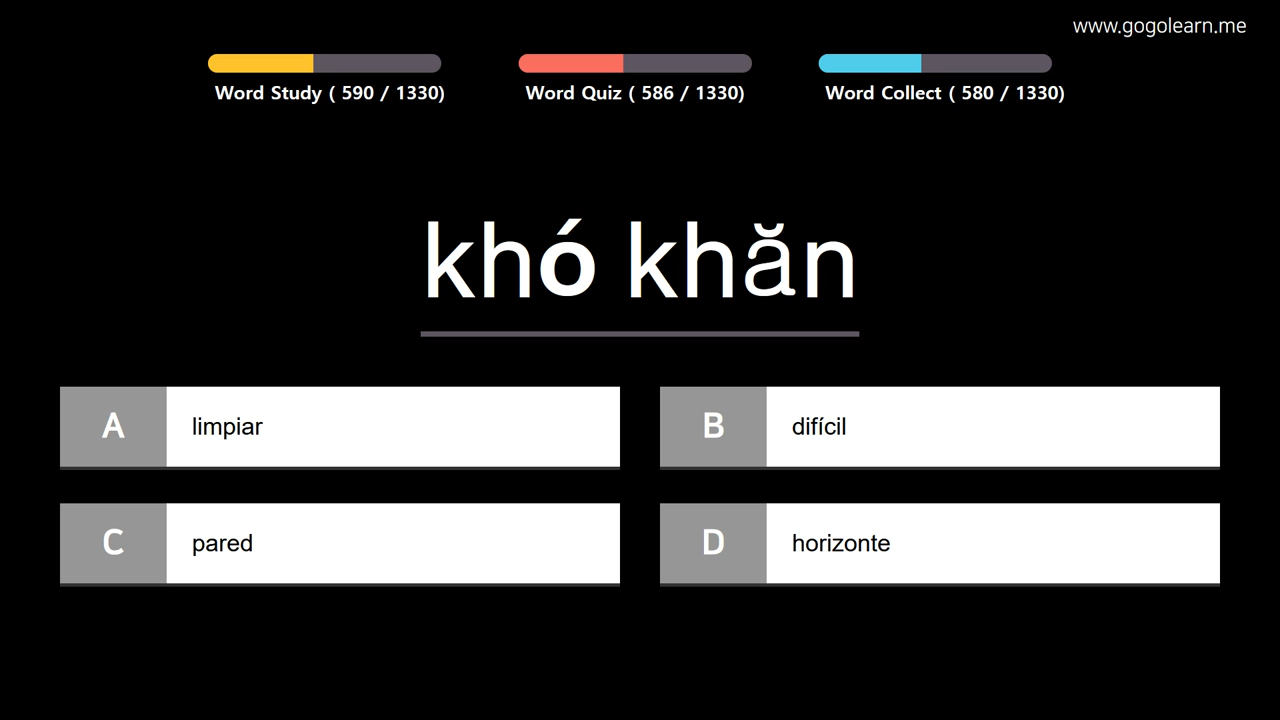 www.gogolearn.me
Word Study ( 590 / 1330)
Word Quiz ( 586 / 1330)
Word Collect ( 580 / 1330)
khó khăn
A limpiar
B difícil
C pared
D horizonte